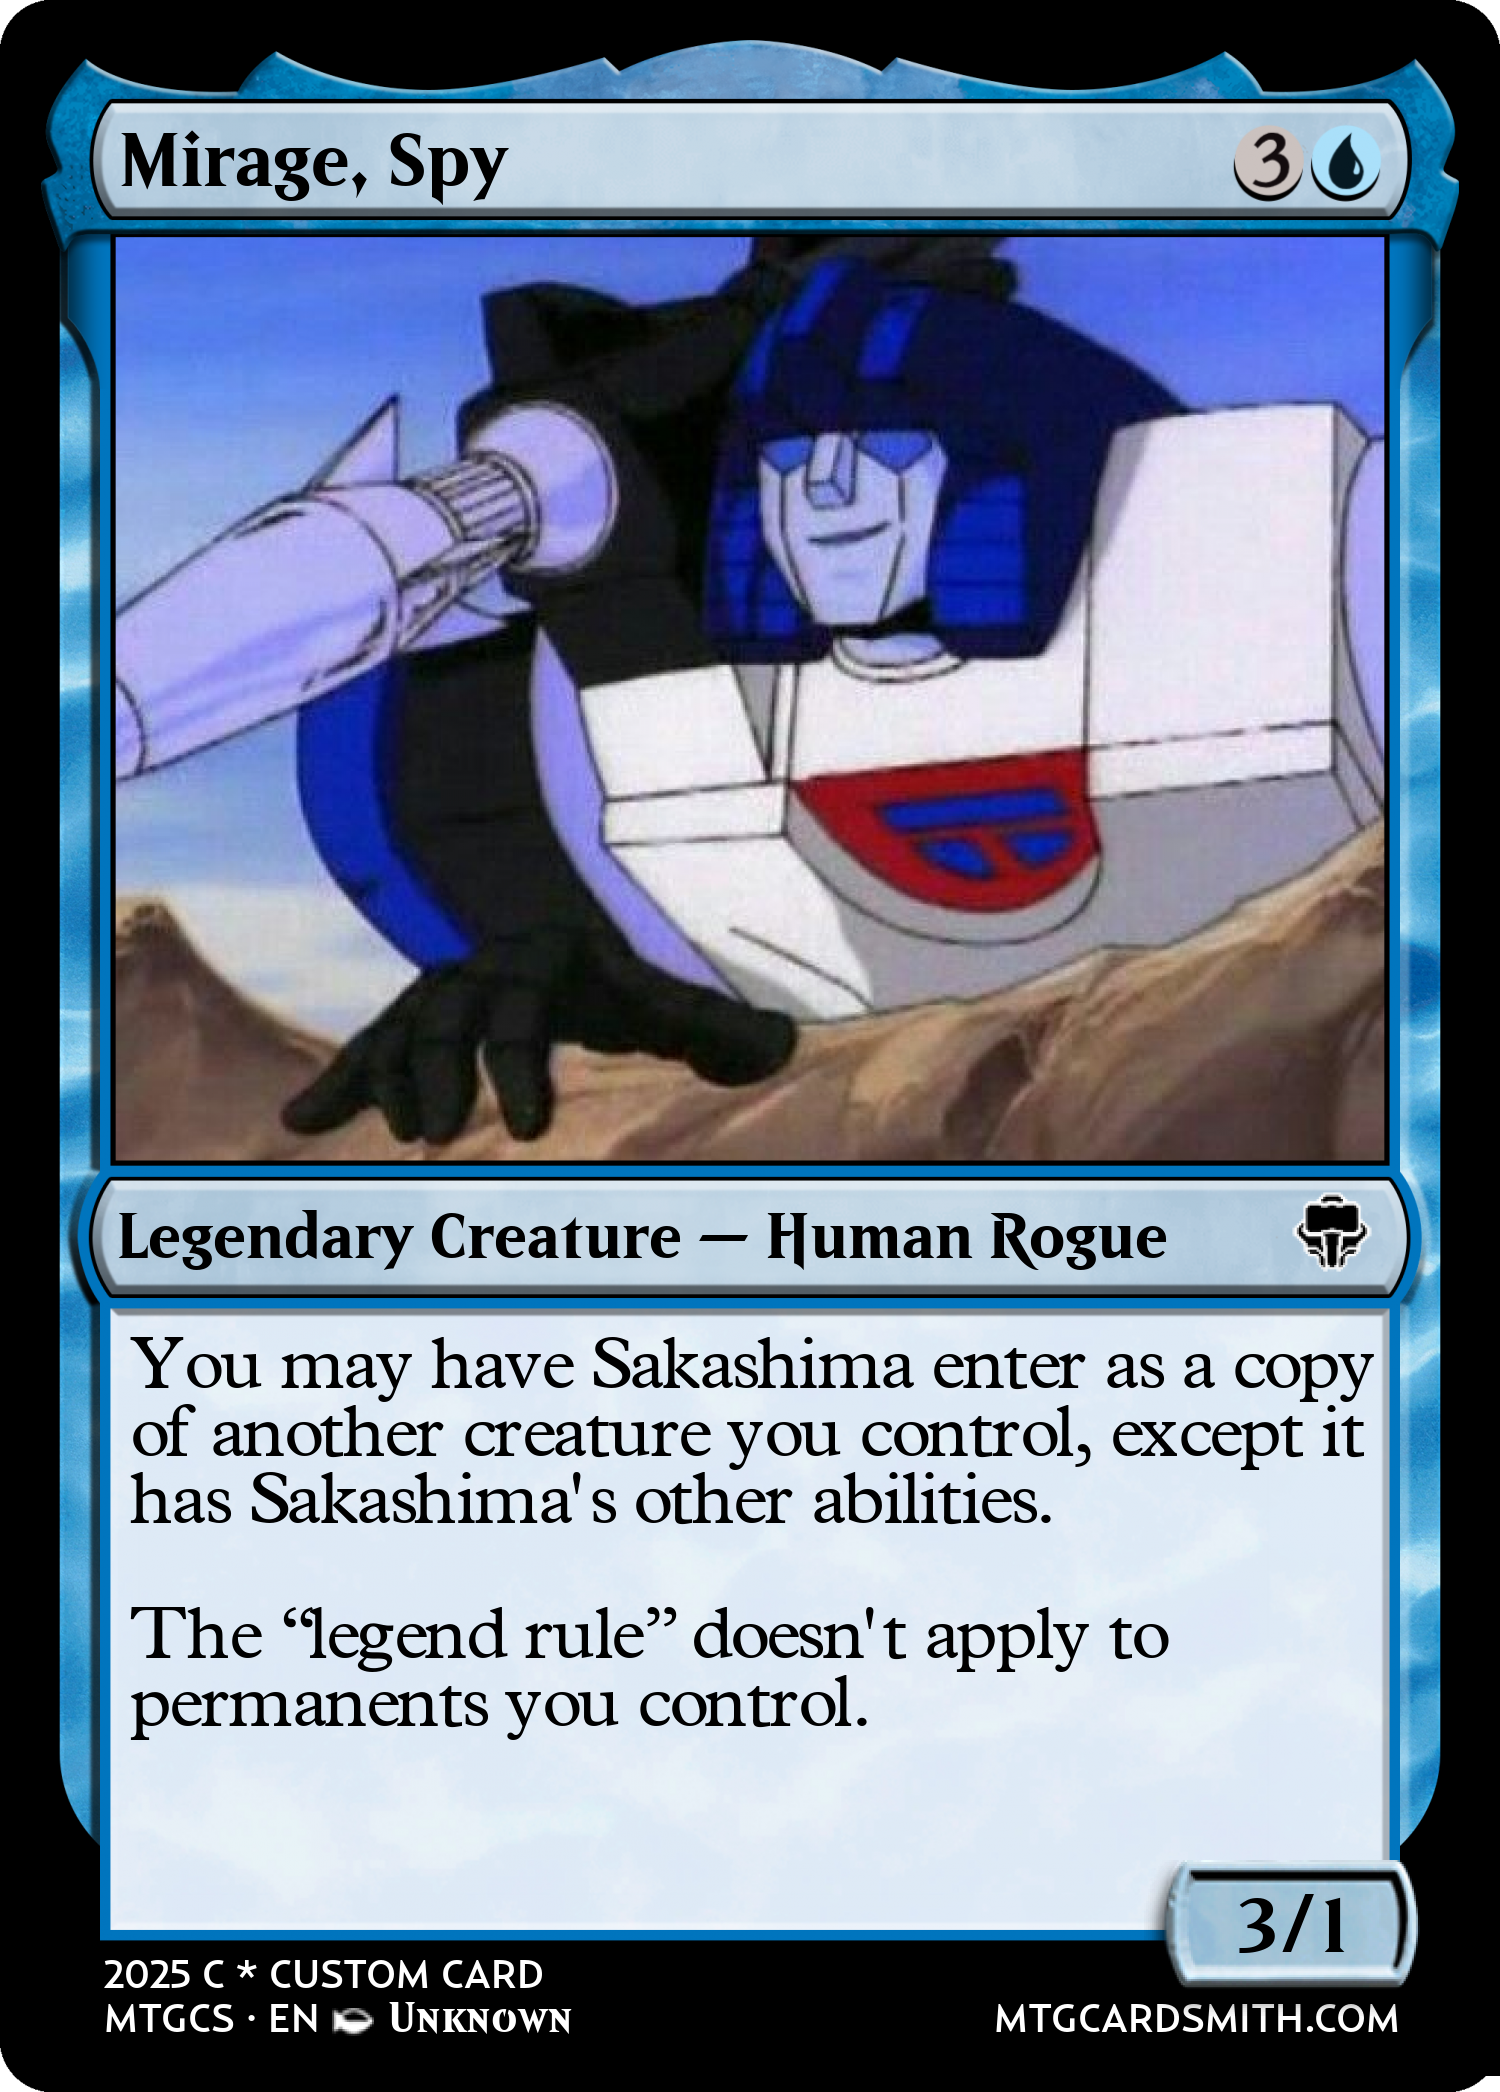 Mirage, Spy 3
Legendary Creature — Human Rogue
You may have Sakashima enter as a copy
of another creature you control, except it
has Sakashima's other abilities.
The “legend rule” doesn't apply to
permanents you control.
3/1
2025 C * CUSTOM CARD
MTGCS · EN Unknown
MTGCARDSMITH.COM